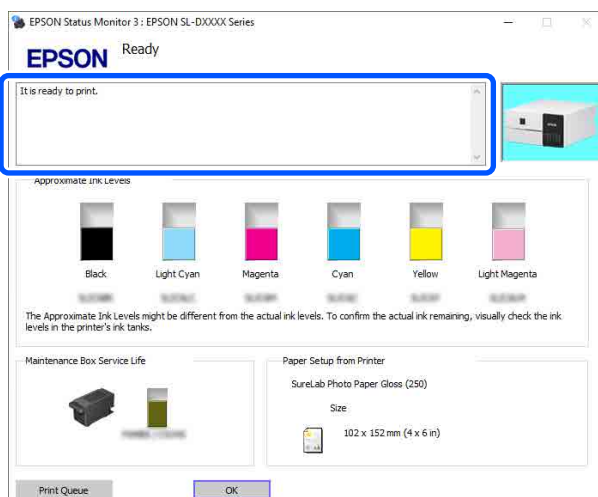 EPSON Status Monitor 3 : EPSON SL-DXXXX Series
EPSON
Ready
It is ready to print.
Approximate Ink Levels
Black Light Cyan Magenta Cyan Yellow Light Magenta
The Approximate Ink Levels might be different from the actual ink levels. To confirm the actual ink remaining, visually check the ink
levels in the printer's ink tanks.
Maintenance Box Service Life
Paper Setup from Printer
SureLab Photo Paper Gloss (250)
Size
102 x 152 mm (4 x 6 in)
Print Queue
OK